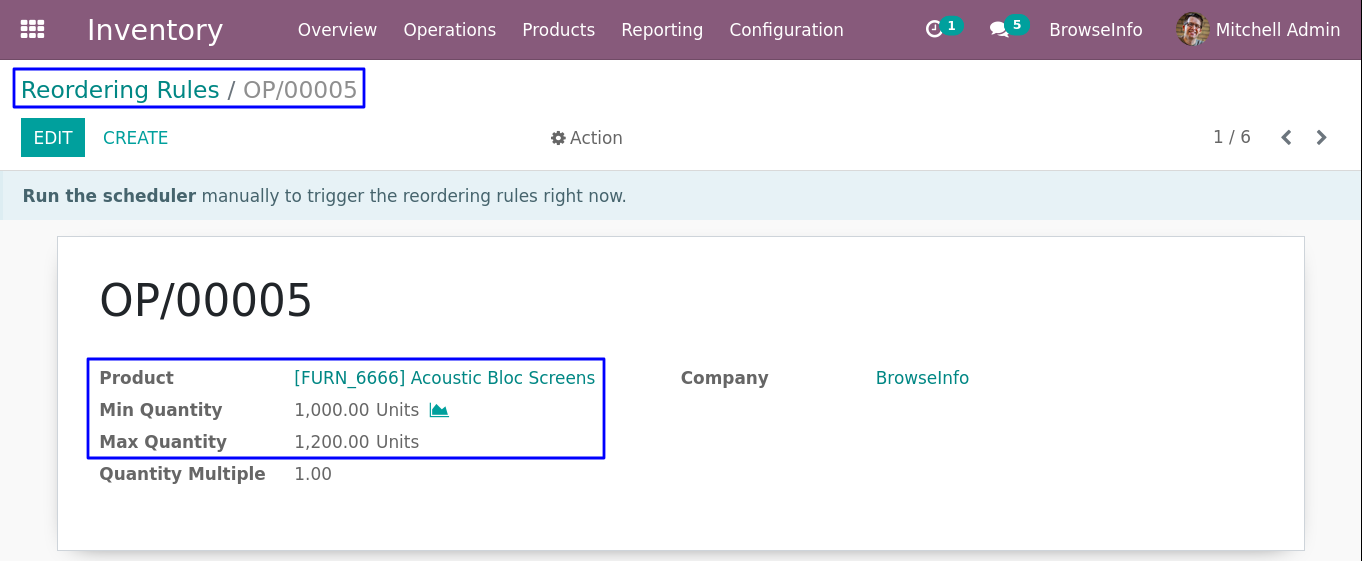 Inventory Overview Operations Products Reporting Configuration 1 5 BrowseInfo Mitchell Admin
Reordering Rules / OP/00005
EDIT CREATE Action 1 / 6
Run the scheduler manually to trigger the reordering rules right now.
OP/00005
Product [FURN_6666] Acoustic Bloc Screens Company BrowseInfo
Min Quantity 1,000.00 Units
Max Quantity 1,200.00 Units
Quantity Multiple 1.00